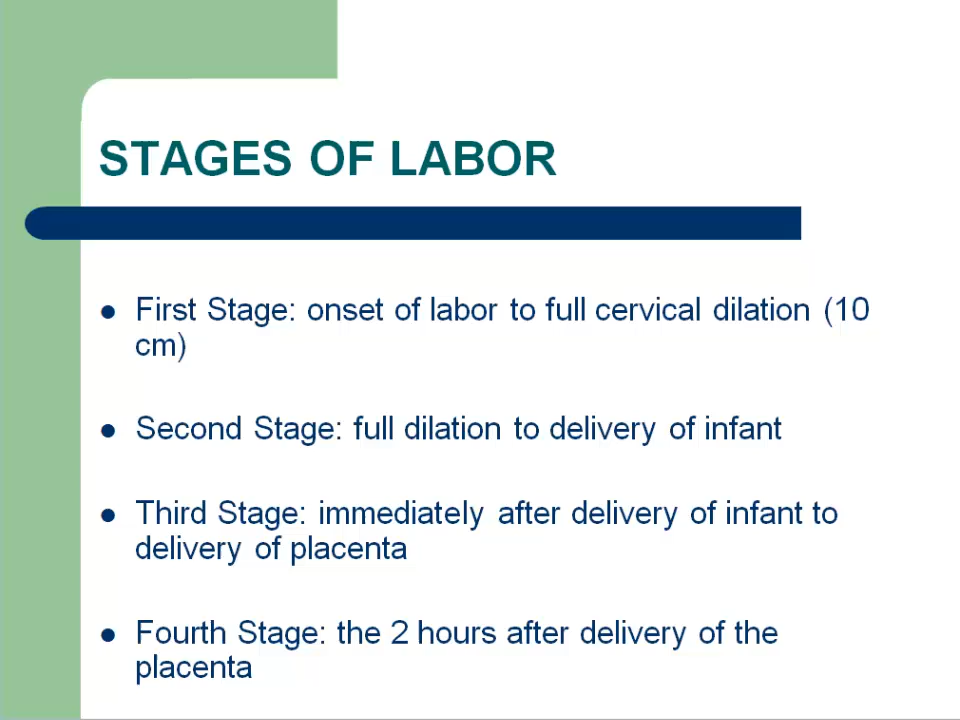 STAGES OF LABOR
● First Stage: onset of labor to full cervical dilation (10
cm)
● Second Stage: full dilation to delivery of infant
● Third Stage: immediately after delivery of infant to
delivery of placenta
● Fourth Stage: the 2 hours after delivery of the
placenta